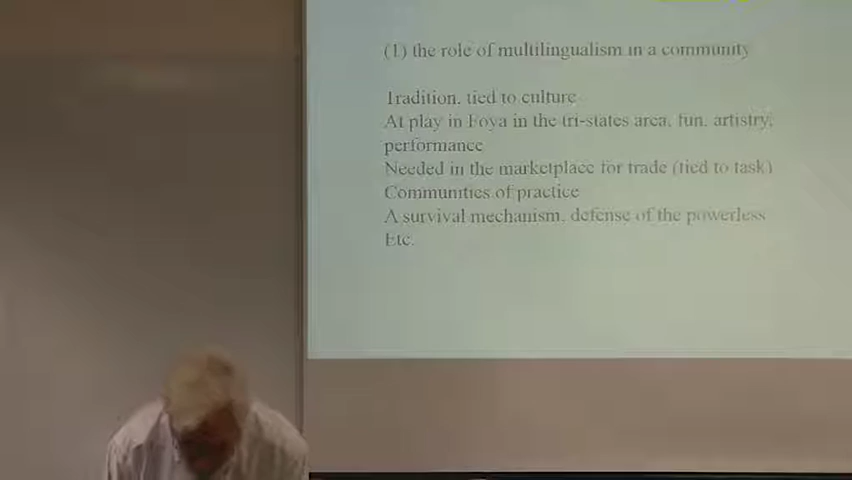 (1) the role of multilingualism in a community
Tradition, tied to culture
At play in Foya in the tri-states area, fun, artistry,
performance
Needed in the marketplace for trade (tied to task)
Communities of practice
A survival mechanism, defense of the powerless
Etc.